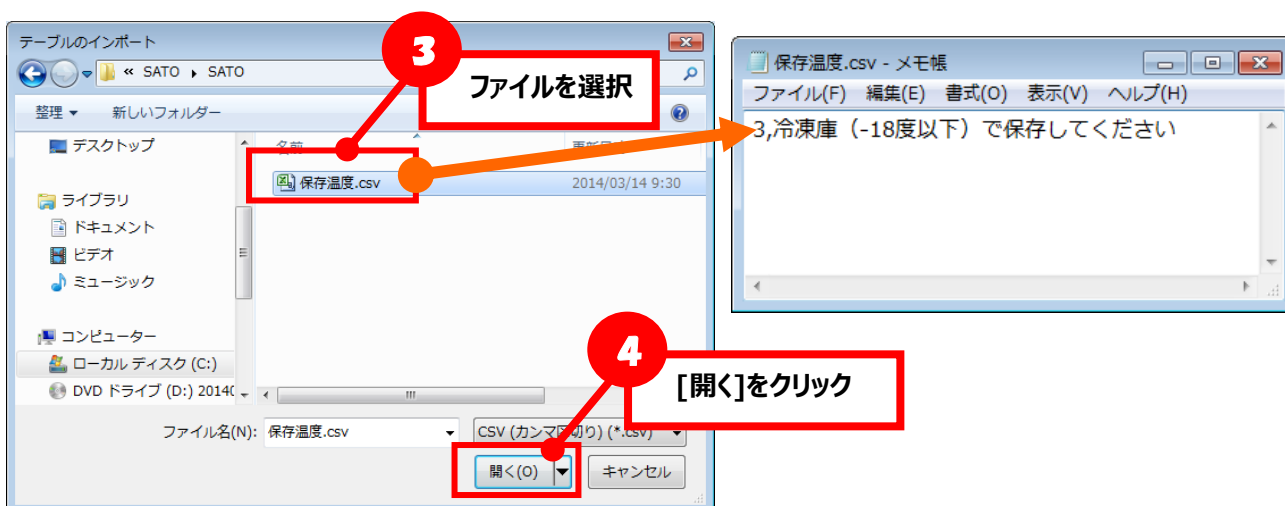 テーブルのインポート
« SATO ▸ SATO
3
ファイルを選択
整理 ▼ 新しいフォルダー
デスクトップ
ライブラリ
ドキュメント
ビデオ
ミュージック
コンピューター
ローカル ディスク (C:)
DVD ドライブ (D:) 2014
名前
保存温度.csv 2014/03/14 9:30
4
[開く]をクリック
ファイル名(N): 保存温度.csv
CSV (カンマ区切り) (*.csv)
開く(O) キャンセル
保存温度.csv - メモ帳
ファイル(F) 編集(E) 書式(O) 表示(V) ヘルプ(H)
3,冷凍庫（-18度以下）で保存してください